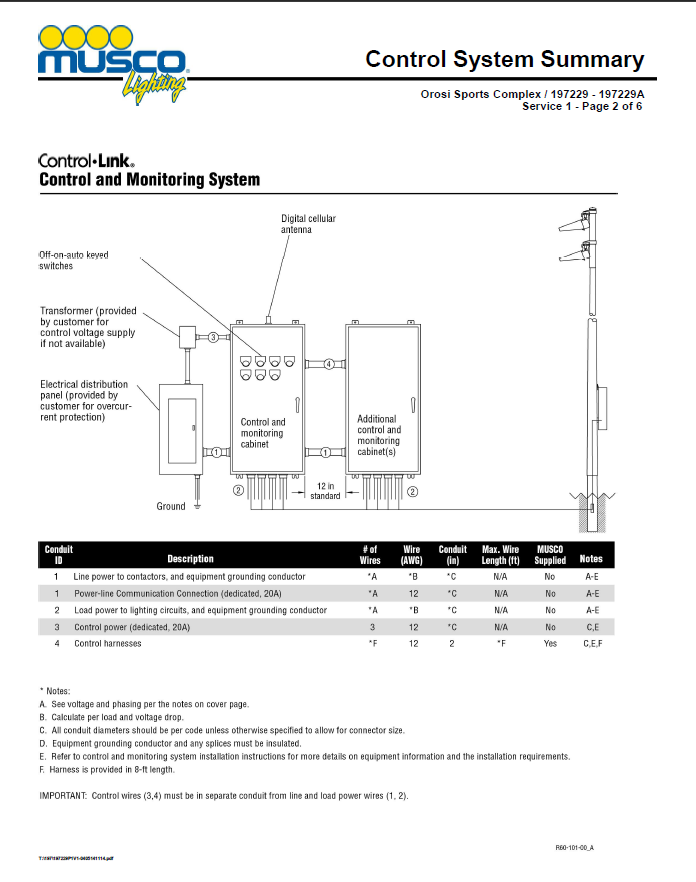 MUSCO
Lighting
Control System Summary
Orosi Sports Complex / 197229 - 197229A
Service 1 - Page 2 of 6
Control•Link®
Control and Monitoring System
Digital cellular
antenna
Off-on-auto keyed
switches
Transformer (provided
by customer for
control voltage supply
if not available)
3
4
Electrical distribution
panel (provided by
customer for overcur-
rent protection)
Control and
monitoring
cabinet
Additional
control and
monitoring
cabinet(s)
1
1
2
12 in
standard
2
Ground
Conduit ID Description # of Wires Wire (AWG) Conduit (in) Max. Wire Length (ft) MUSCO Supplied Notes
1 Line power to contactors, and equipment grounding conductor *A *B *C N/A No A-E
1 Power-line Communication Connection (dedicated, 20A) *A 12 *C N/A No A-E
2 Load power to lighting circuits, and equipment grounding conductor *A *B *C N/A No A-E
3 Control power (dedicated, 20A) 3 12 *C N/A No C,E
4 Control harnesses *F 12 2 *F Yes C,E,F
* Notes:
A. See voltage and phasing per the notes on cover page.
B. Calculate per load and voltage drop.
C. All conduit diameters should be per code unless otherwise specified to allow for connector size.
D. Equipment grounding conductor and any splices must be insulated.
E. Refer to control and monitoring system installation instructions for more details on equipment information and the installation requirements.
F. Harness is provided in 8-ft length.
IMPORTANT: Control wires (3,4) must be in separate conduit from line and load power wires (1, 2).
R60-101-00_A